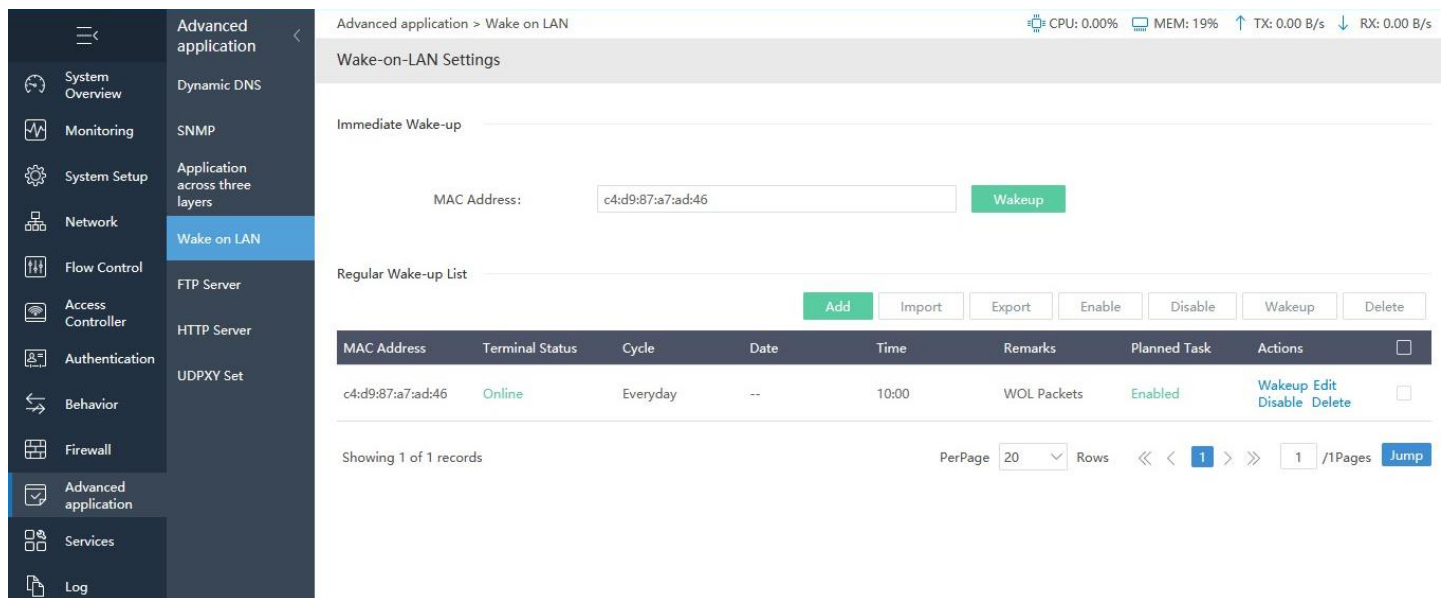 Advanced application > Wake on LAN
CPU: 0.00% MEM: 19% TX: 0.00 B/s RX: 0.00 B/s
System
Overview
Monitoring
System Setup
Network
Flow Control
Access
Controller
Authentication
Behavior
Firewall
Advanced
application
Services
Log
Advanced
application
Dynamic DNS
SNMP
Application
across three
layers
Wake on LAN
FTP Server
HTTP Server
UDPXY Set
Wake-on-LAN Settings
Immediate Wake-up
MAC Address: c4:d9:87:a7:ad:46 Wakeup
Regular Wake-up List
Add Import Export Enable Disable Wakeup Delete
MAC Address Terminal Status Cycle Date Time Remarks Planned Task Actions
c4:d9:87:a7:ad:46 Online Everyday -- 10:00 WOL Packets Enabled Wakeup Edit
Disable Delete
Showing 1 of 1 records PerPage 20 Rows 1 1 /1Pages Jump